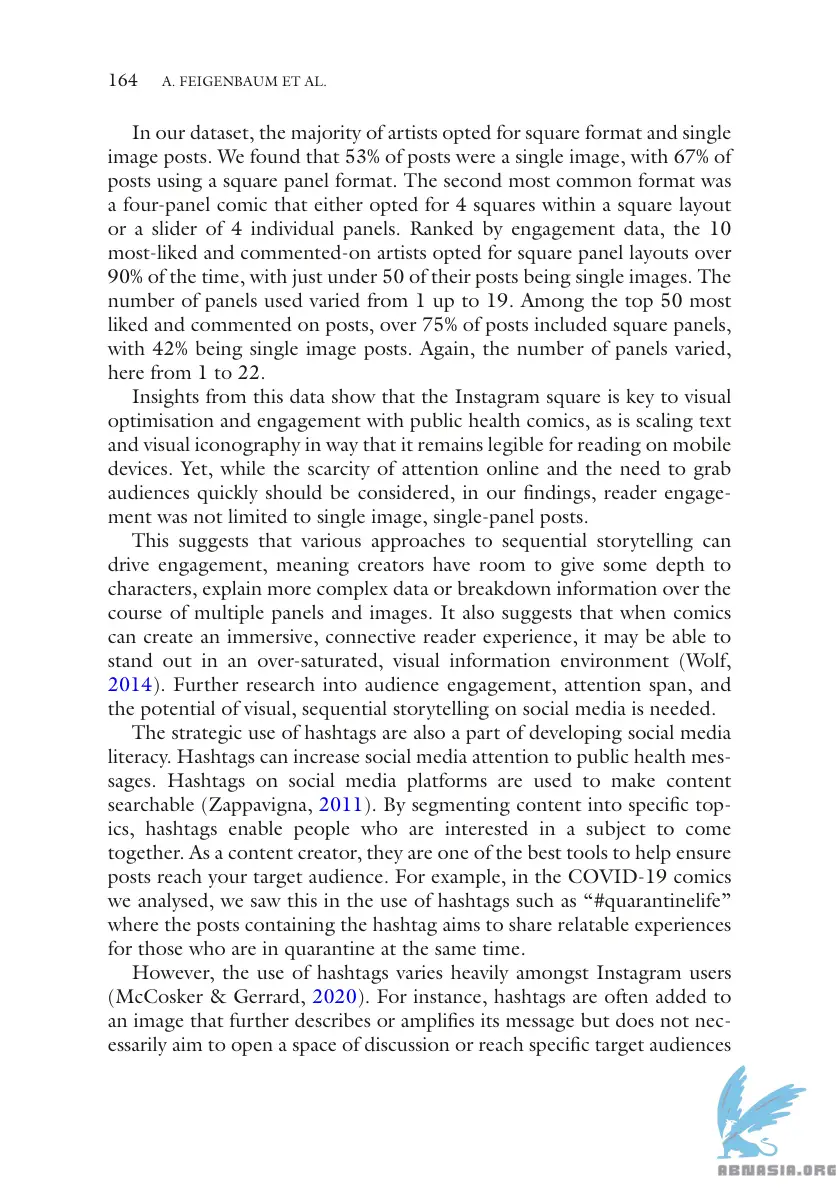 164 A. FEIGENBAUM ET AL.
In our dataset, the majority of artists opted for square format and single
image posts. We found that 53% of posts were a single image, with 67% of
posts using a square panel format. The second most common format was
a four-panel comic that either opted for 4 squares within a square layout
or a slider of 4 individual panels. Ranked by engagement data, the 10
most-liked and commented-on artists opted for square panel layouts over
90% of the time, with just under 50 of their posts being single images. The
number of panels used varied from 1 up to 19. Among the top 50 most
liked and commented on posts, over 75% of posts included square panels,
with 42% being single image posts. Again, the number of panels varied,
here from 1 to 22.
Insights from this data show that the Instagram square is key to visual
optimisation and engagement with public health comics, as is scaling text
and visual iconography in way that it remains legible for reading on mobile
devices. Yet, while the scarcity of attention online and the need to grab
audiences quickly should be considered, in our findings, reader engage-
ment was not limited to single image, single-panel posts.
This suggests that various approaches to sequential storytelling can
drive engagement, meaning creators have room to give some depth to
characters, explain more complex data or breakdown information over the
course of multiple panels and images. It also suggests that when comics
can create an immersive, connective reader experience, it may be able to
stand out in an over-saturated, visual information environment (Wolf,
2014). Further research into audience engagement, attention span, and
the potential of visual, sequential storytelling on social media is needed.
The strategic use of hashtags are also a part of developing social media
literacy. Hashtags can increase social media attention to public health mes-
sages. Hashtags on social media platforms are used to make content
searchable (Zappavigna, 2011). By segmenting content into specific top-
ics, hashtags enable people who are interested in a subject to come
together. As a content creator, they are one of the best tools to help ensure
posts reach your target audience. For example, in the COVID-19 comics
we analysed, we saw this in the use of hashtags such as “#quarantinelife”
where the posts containing the hashtag aims to share relatable experiences
for those who are in quarantine at the same time.
However, the use of hashtags varies heavily amongst Instagram users
(McCosker & Gerrard, 2020). For instance, hashtags are often added to
an image that further describes or amplifies its message but does not nec-
essarily aim to open a space of discussion or reach specific target audiences
ABNASIA.ORG